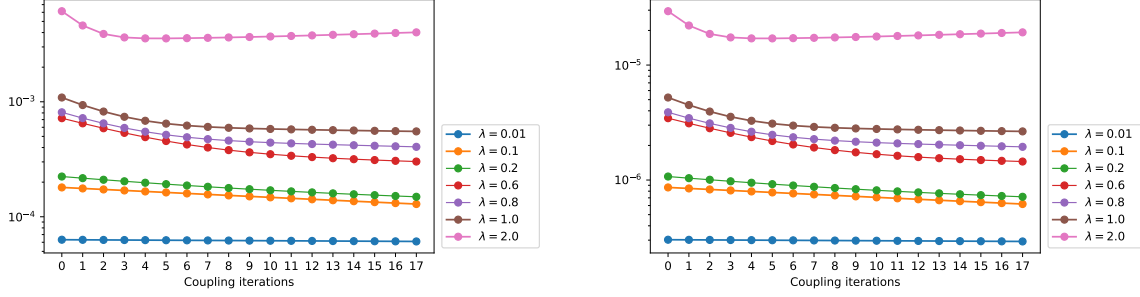 10⁻³
10⁻⁴
0 1 2 3 4 5 6 7 8 9 10 11 12 13 14 15 16 17
Coupling iterations
λ = 0.01
λ = 0.1
λ = 0.2
λ = 0.6
λ = 0.8
λ = 1.0
λ = 2.0
10⁻⁵
10⁻⁶
0 1 2 3 4 5 6 7 8 9 10 11 12 13 14 15 16 17
Coupling iterations
λ = 0.01
λ = 0.1
λ = 0.2
λ = 0.6
λ = 0.8
λ = 1.0
λ = 2.0